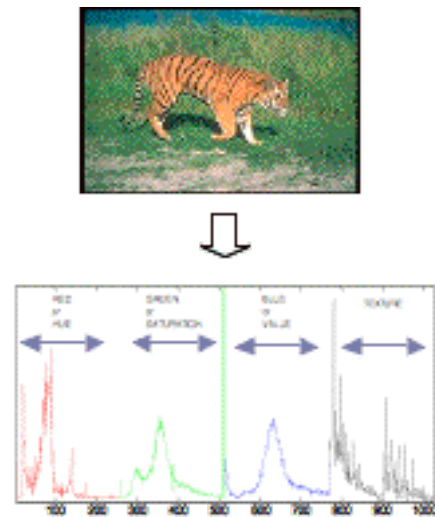 RED GREEN BLUE TEXTURE
or or or
HUE SATURATION VALUE
100 200 300 400 500 600 700 800 900 1000